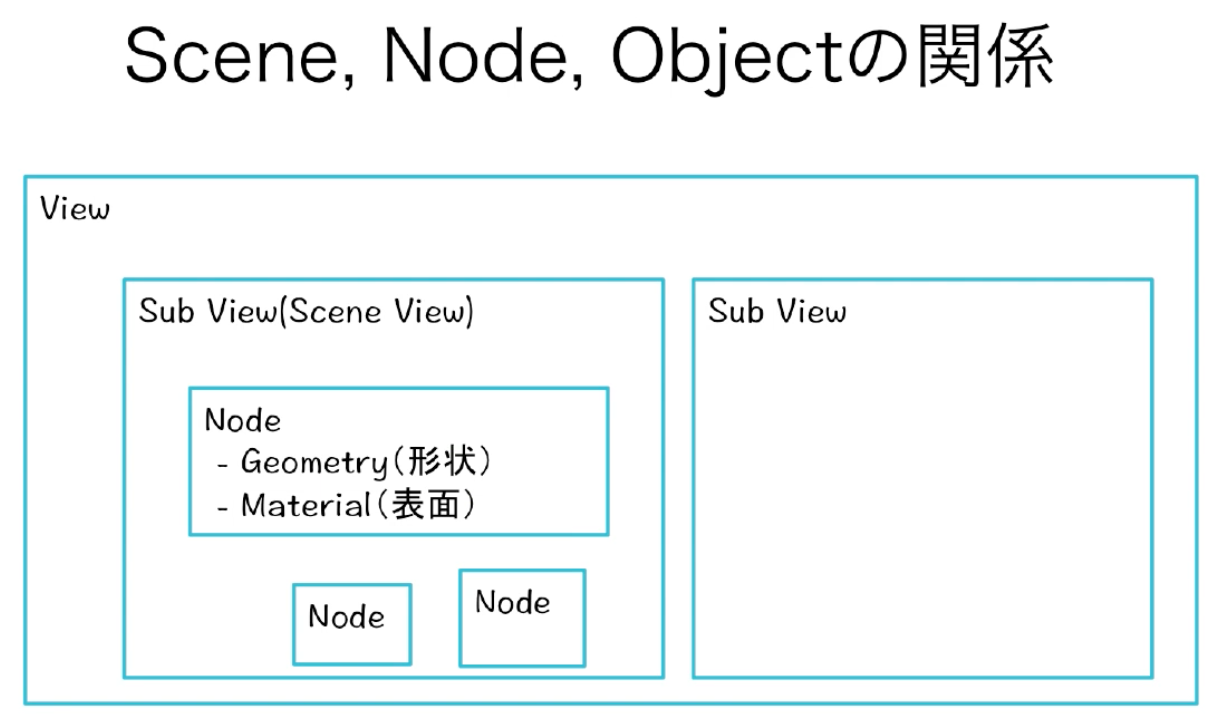 Scene, Node, Objectの関係
View
Sub View(Scene View)
Sub View
Node
- Geometry(形状)
- Material(表面)
Node
Node